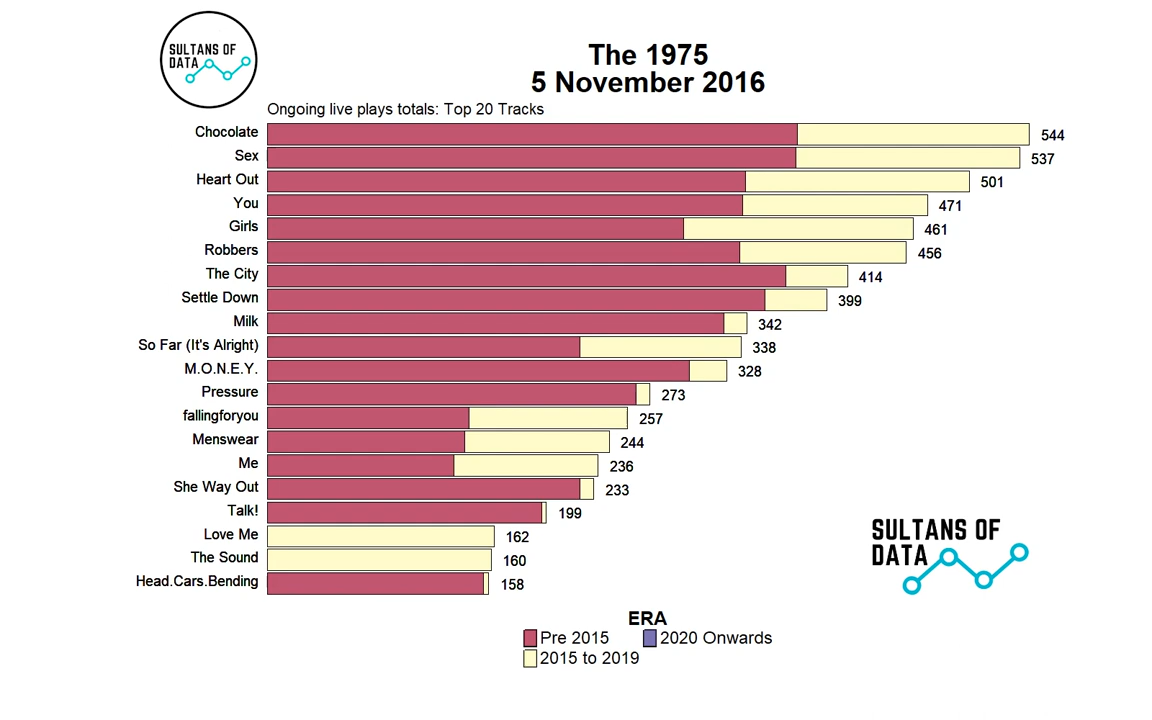 SULTANS OF
DATA
The 1975
5 November 2016
Ongoing live plays totals: Top 20 Tracks
Chocolate 544
Sex 537
Heart Out 501
You 471
Girls 461
Robbers 456
The City 414
Settle Down 399
Milk 342
So Far (It's Alright) 338
M.O.N.E.Y. 328
Pressure 273
fallingforyou 257
Menswear 244
Me 236
She Way Out 233
Talk! 199
Love Me 162
The Sound 160
Head.Cars.Bending 158
SULTANS OF
DATA
ERA
Pre 2015 2020 Onwards
2015 to 2019